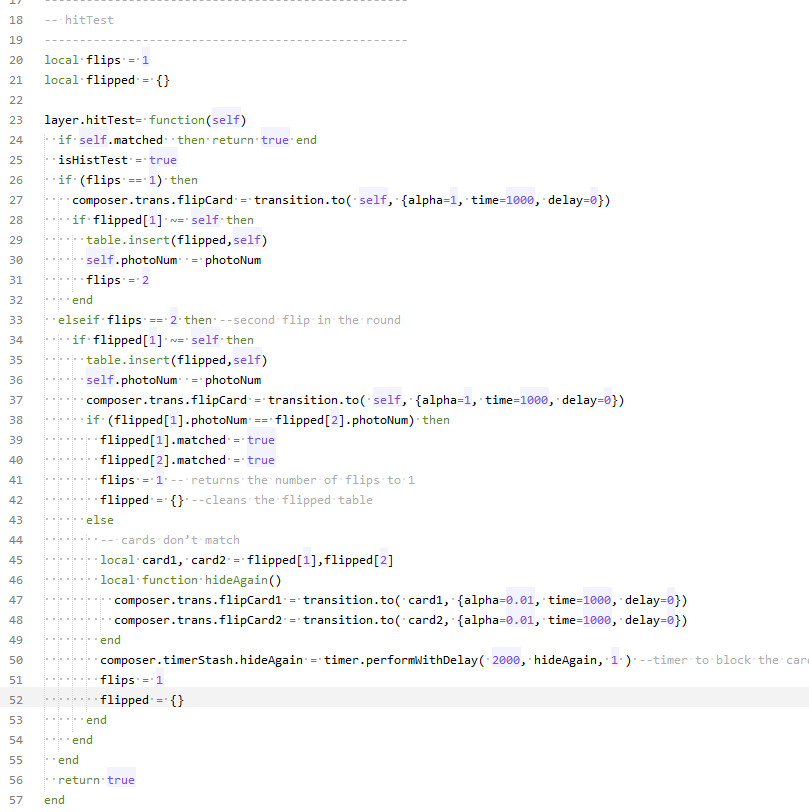 17 ----------------------------------------------------
18 -- hitTest
19 ----------------------------------------------------
20 local flips = 1
21 local flipped = {}
22
23 layer.hitTest= function(self)
24   if self.matched  then return true end
25   isHistTest = true
26   if (flips == 1) then
27     composer.trans.flipCard = transition.to( self, {alpha=1, time=1000, delay=0})
28     if flipped[1] ~= self then
29       table.insert(flipped,self)
30       self.photoNum  = photoNum
31       flips = 2
32     end
33   elseif flips == 2 then --second flip in the round
34     if flipped[1] ~= self then
35       table.insert(flipped,self)
36       self.photoNum  = photoNum
37       composer.trans.flipCard = transition.to( self, {alpha=1, time=1000, delay=0})
38       if (flipped[1].photoNum == flipped[2].photoNum) then
39         flipped[1].matched = true
40         flipped[2].matched = true
41         flips = 1 -- returns the number of flips to 1
42         flipped = {} --cleans the flipped table
43       else
44         -- cards don’t match
45         local card1, card2 = flipped[1],flipped[2]
46         local function hideAgain()
47           composer.trans.flipCard1 = transition.to( card1, {alpha=0.01, time=1000, delay=0})
48           composer.trans.flipCard2 = transition.to( card2, {alpha=0.01, time=1000, delay=0})
49         end
50         composer.timerStash.hideAgain = timer.performWithDelay( 2000, hideAgain, 1 ) --timer to block the car
51         flips = 1
52         flipped = {}
53       end
54     end
55   end
56   return true
57 end